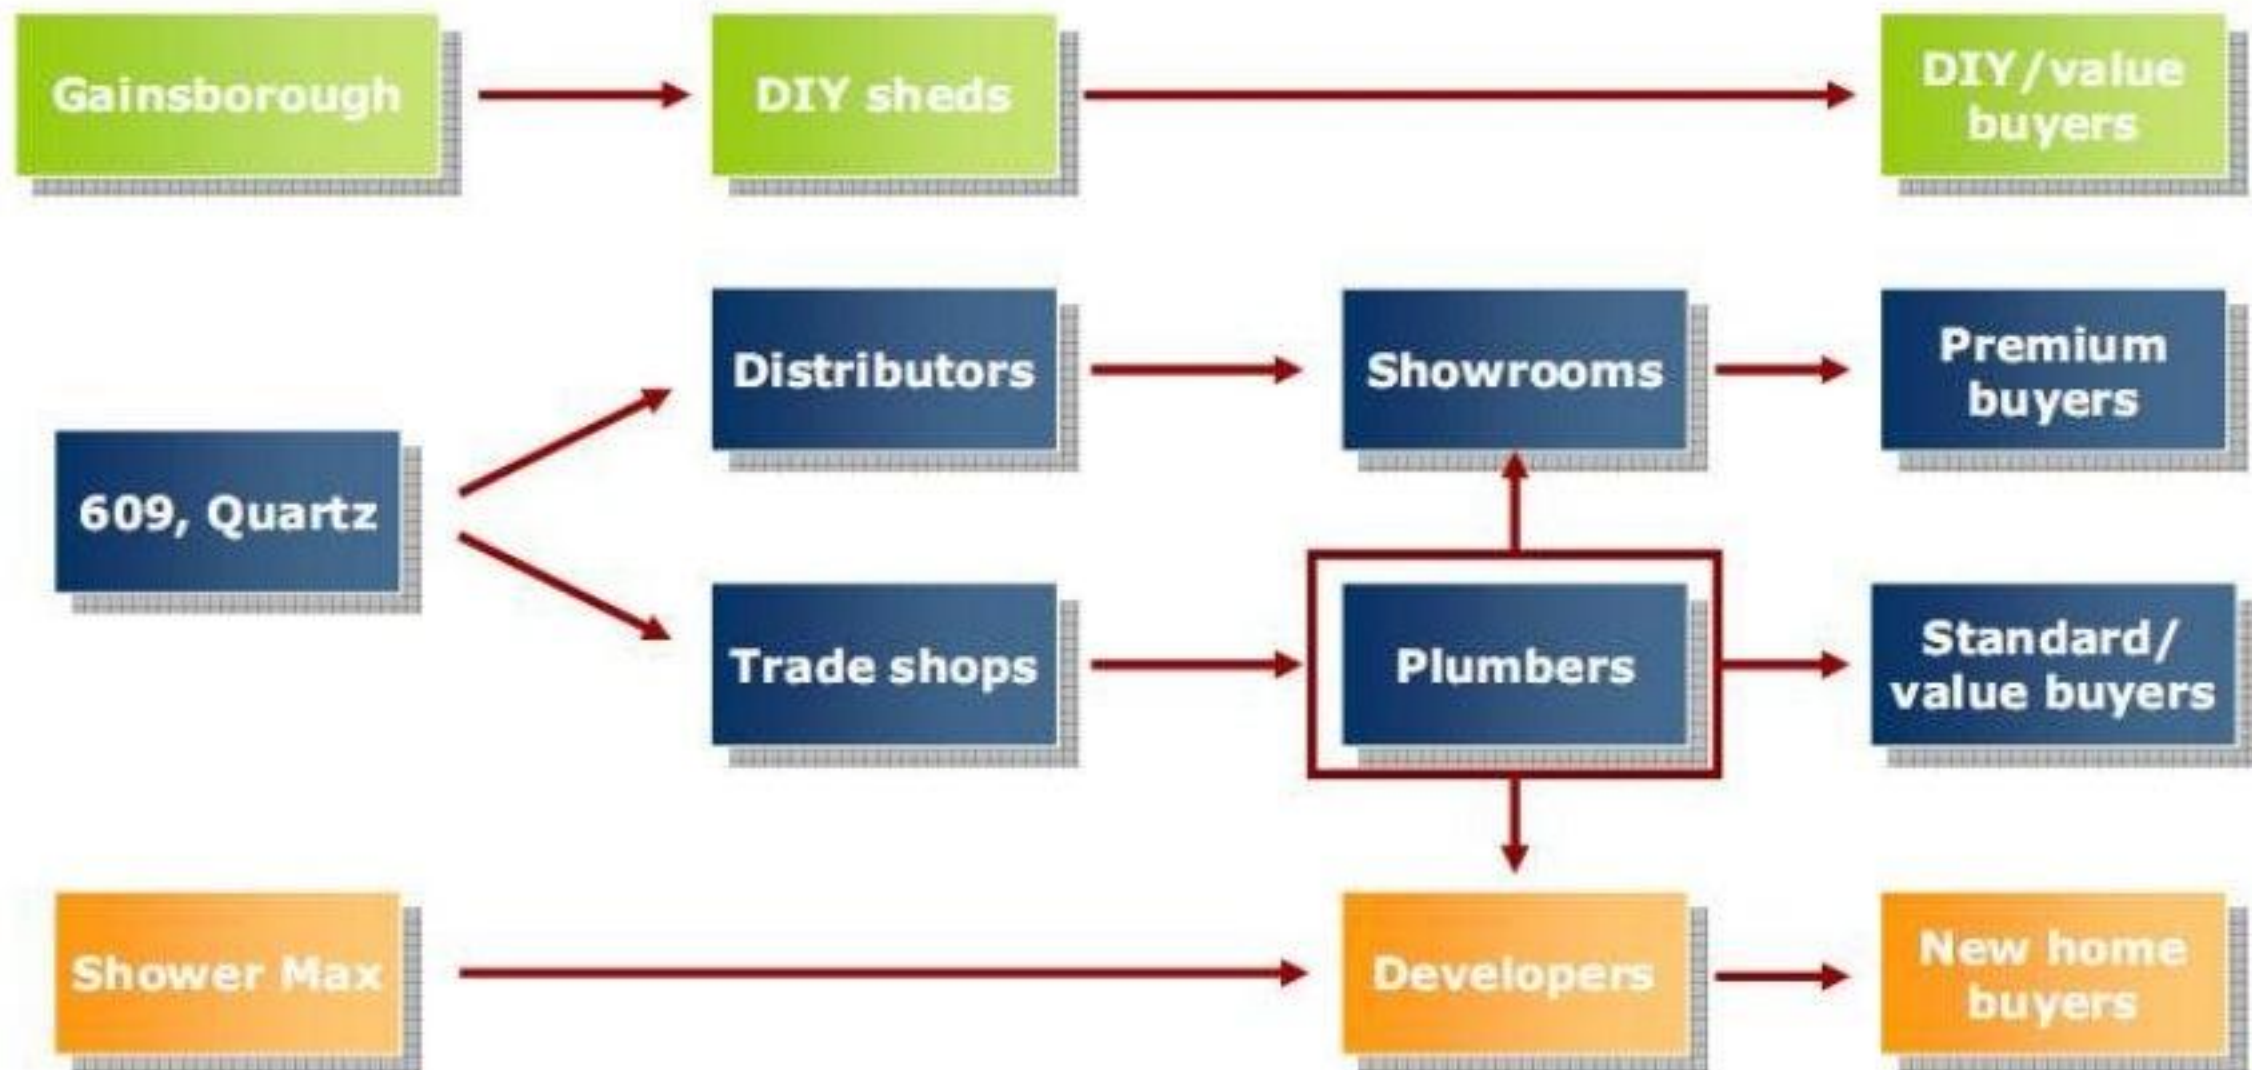 Gainsborough
DIY sheds
DIY/value
buyers
Distributors
Showrooms
Premium
buyers
609, Quartz
Trade shops
Plumbers
Standard/
value buyers
Shower Max
Developers
New home
buyers